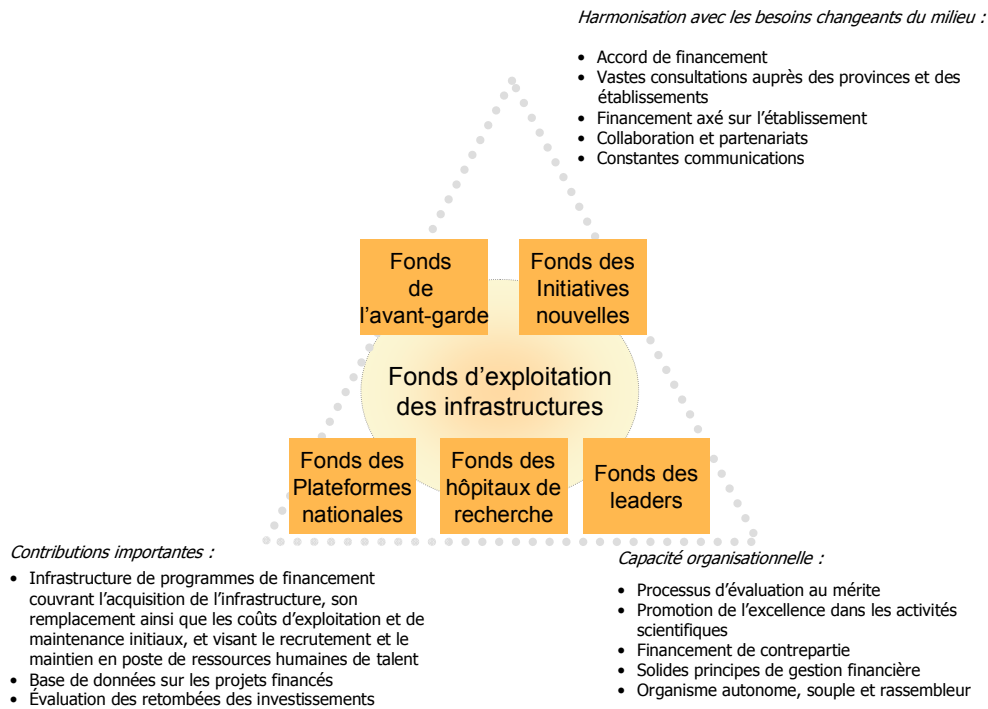 Harmonisation avec les besoins changeants du milieu :
• Accord de financement
• Vastes consultations auprès des provinces et des
établissements
• Financement axé sur l'établissement
• Collaboration et partenariats
• Constantes communications
Fonds
de
l'avant-garde
Fonds des
Initiatives
nouvelles
Fonds d'exploitation
des infrastructures
Fonds des
Plateformes
nationales
Fonds des
hôpitaux de
recherche
Fonds des
leaders
Contributions importantes :
• Infrastructure de programmes de financement
couvrant l'acquisition de l'infrastructure, son
remplacement ainsi que les coûts d'exploitation et de
maintenance initiaux, et visant le recrutement et le
maintien en poste de ressources humaines de talent
• Base de données sur les projets financés
• Évaluation des retombées des investissements
Capacité organisationnelle :
• Processus d'évaluation au mérite
• Promotion de l'excellence dans les activités
scientifiques
• Financement de contrepartie
• Solides principes de gestion financière
• Organisme autonome, souple et rassembleur